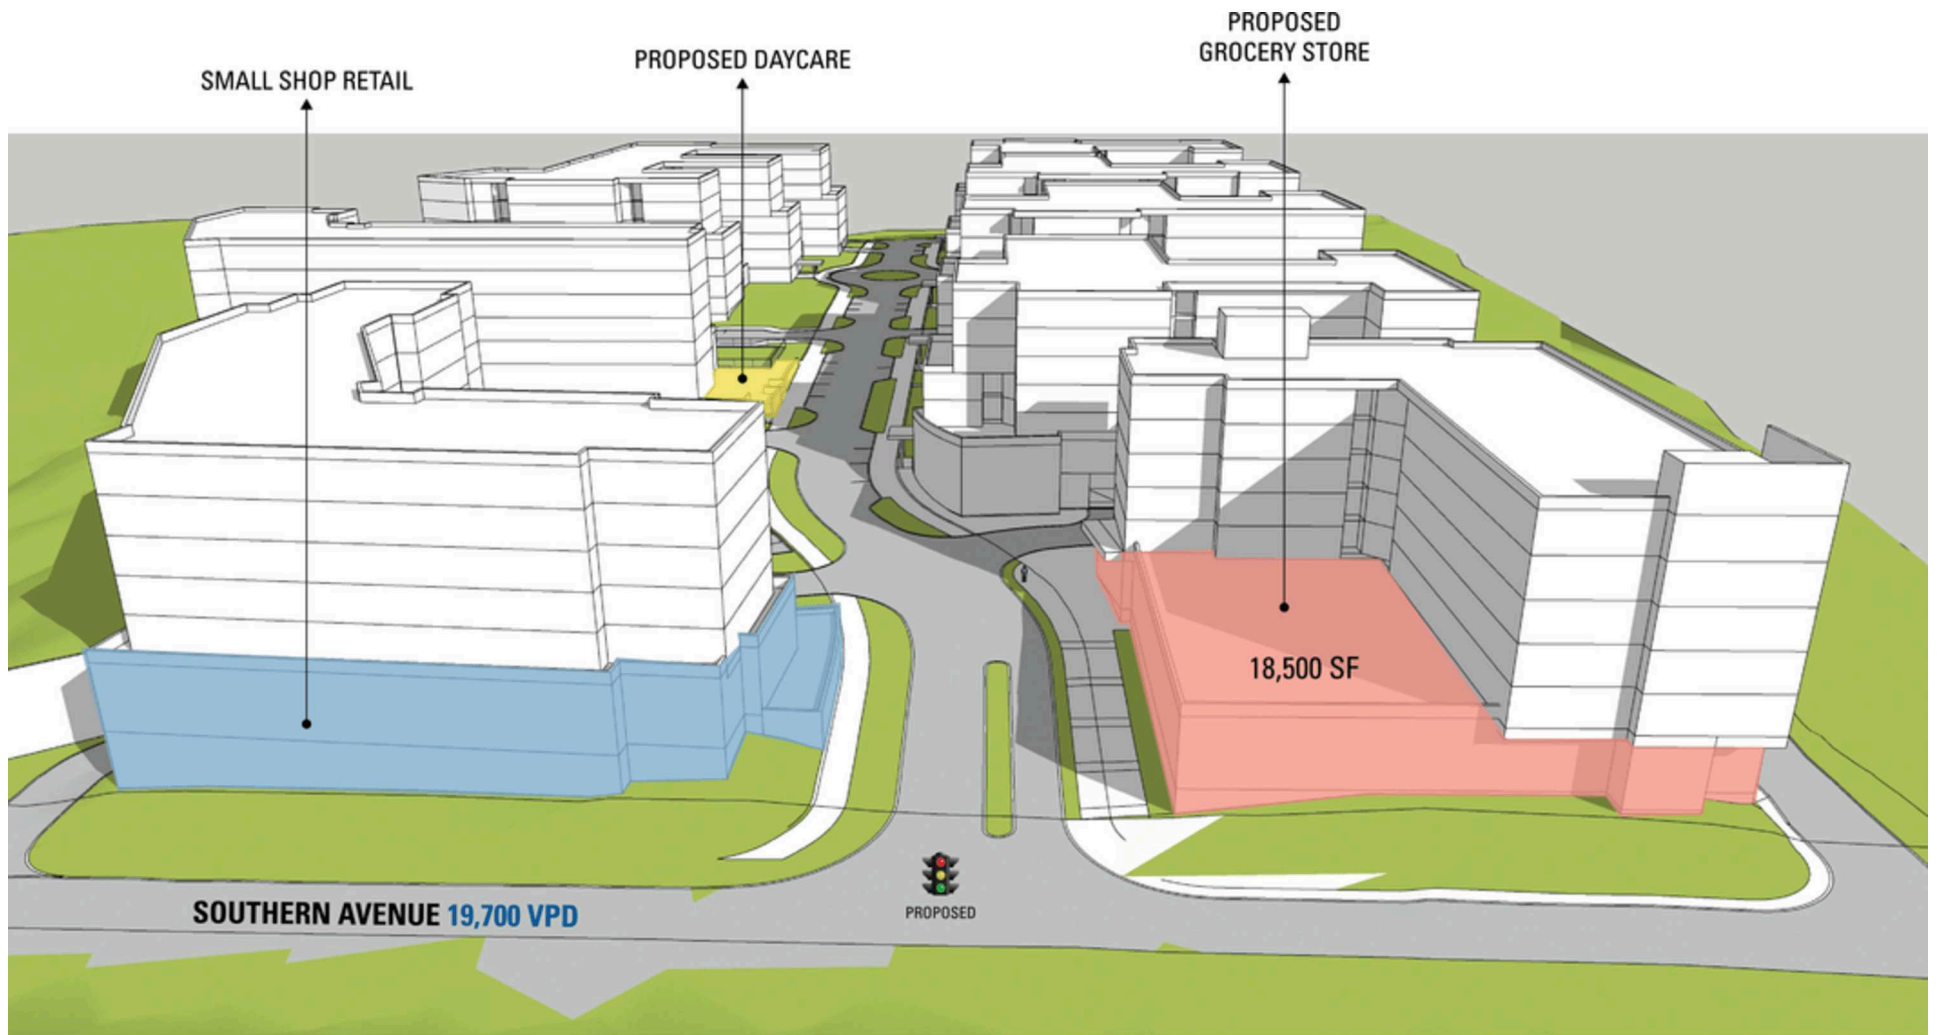 PROPOSED
GROCERY STORE
PROPOSED DAYCARE
SMALL SHOP RETAIL
18,500 SF
SOUTHERN AVENUE 19,700 VPD
PROPOSED